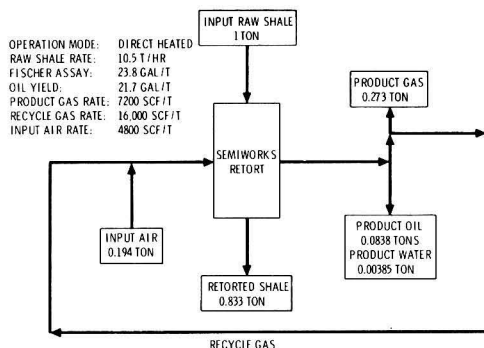 INPUT RAW SHALE
1 TON
OPERATION MODE: DIRECT HEATED
RAW SHALE RATE: 10.5 T/HR
FISCHER ASSAY: 23.8 GAL/T
OIL YIELD: 21.7 GAL/T
PRODUCT GAS RATE: 7200 SCF/T
RECYCLE GAS RATE: 16,000 SCF/T
INPUT AIR RATE: 4800 SCF/T
PRODUCT GAS
0.273 TON
SEMIWORKS
RETORT
INPUT AIR
0.194 TON
PRODUCT OIL
0.0838 TONS
PRODUCT WATER
0.00385 TON
RETORTED SHALE
0.833 TON
RECYCLE GAS